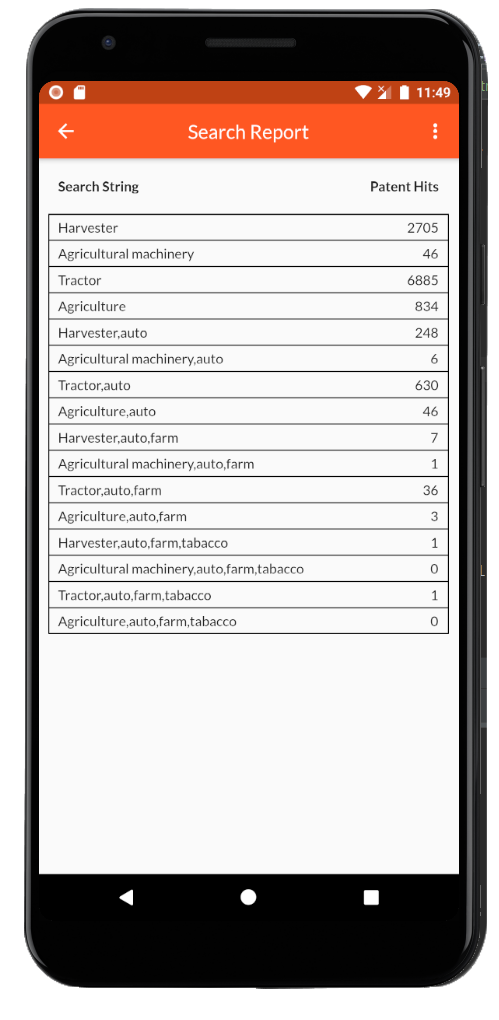 11:49
Search Report
Search String Patent Hits
Harvester 2705
Agricultural machinery 46
Tractor 6885
Agriculture 834
Harvester,auto 248
Agricultural machinery,auto 6
Tractor,auto 630
Agriculture,auto 46
Harvester,auto,farm 7
Agricultural machinery,auto,farm 1
Tractor,auto,farm 36
Agriculture,auto,farm 3
Harvester,auto,farm,tabacco 1
Agricultural machinery,auto,farm,tabacco 0
Tractor,auto,farm,tabacco 1
Agriculture,auto,farm,tabacco 0